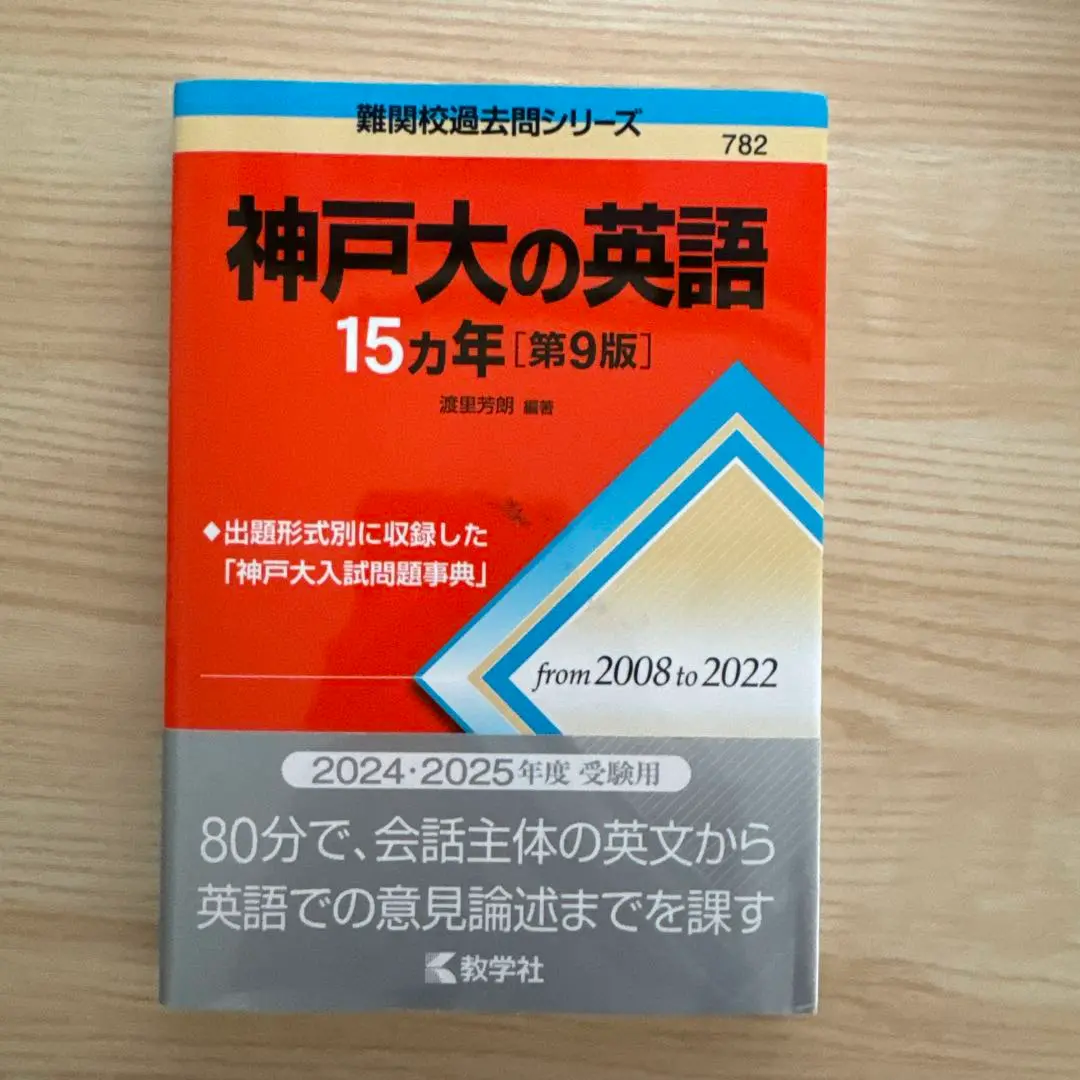 難関校過去問シリーズ
782
神戸大の英語
15カ年[第9版]
渡里芳朗 編著
◆出題形式別に収録した
「神戸大入試問題事典」
from 2008 to 2022
2024・2025年度 受験用
80分で、会話主体の英文から
英語での意見論述までを課す
教学社